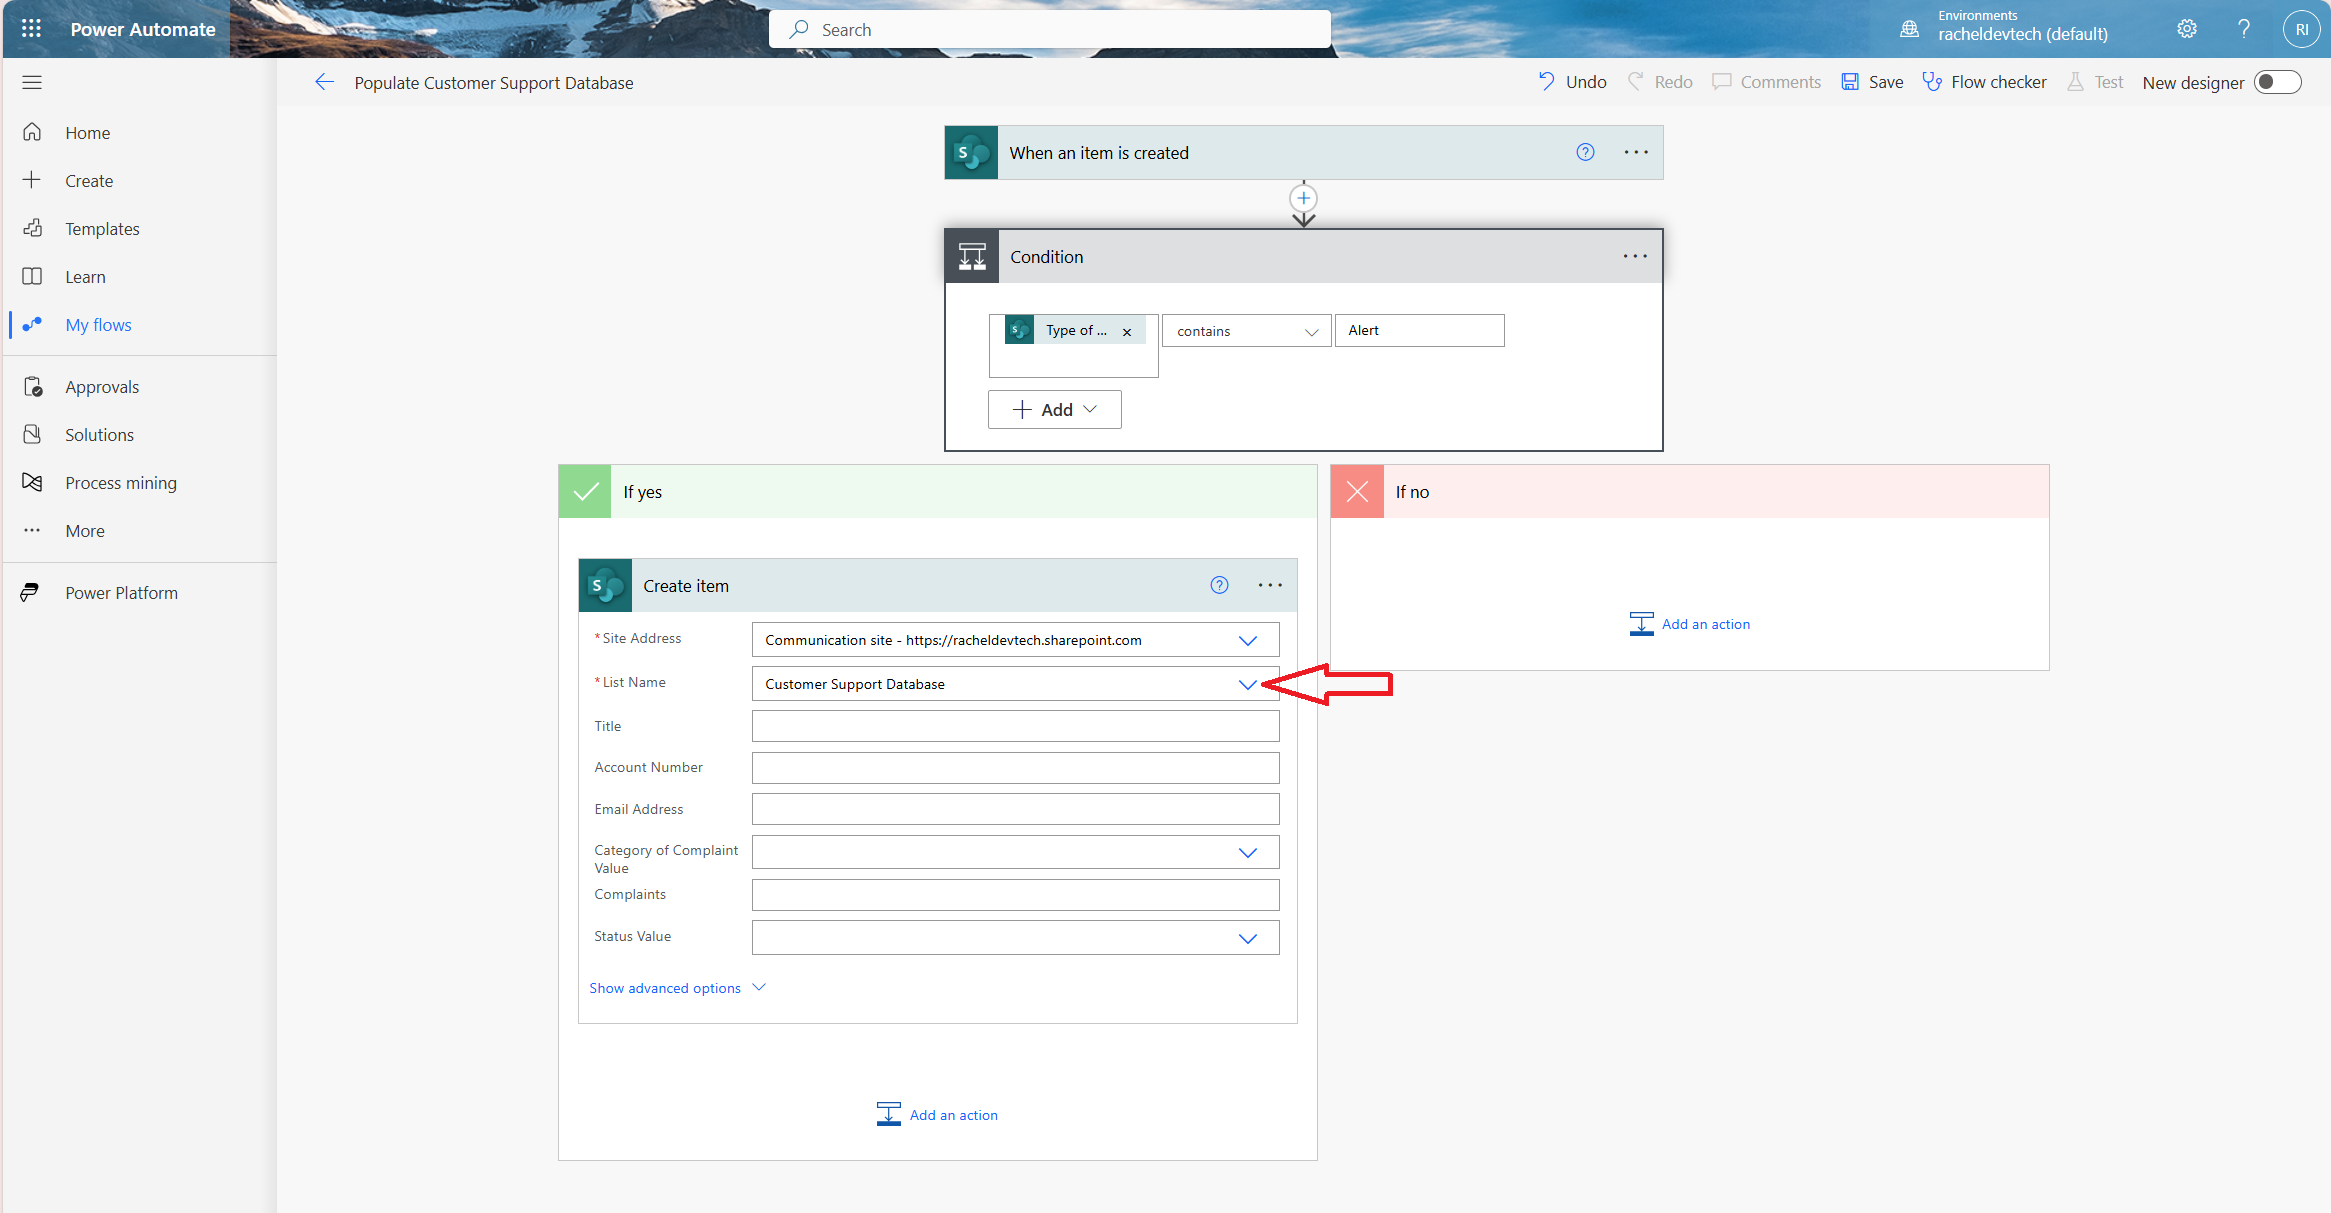 Power Automate
Search
Environments
racheldevtech (default)
?
RI
Populate Customer Support Database
Undo
Redo
Comments
Save
Flow checker
Test
New designer
Home
Create
Templates
Learn
My flows
Approvals
Solutions
Process mining
More
Power Platform
S
When an item is created
?
Condition
S
Type of ...
contains
Alert
Add
If yes
If no
S
Create item
?
Add an action
* Site Address
Communication site - https://racheldevtech.sharepoint.com
* List Name
Customer Support Database
Title
Account Number
Email Address
Category of Complaint
Value
Complaints
Status Value
Show advanced options
Add an action